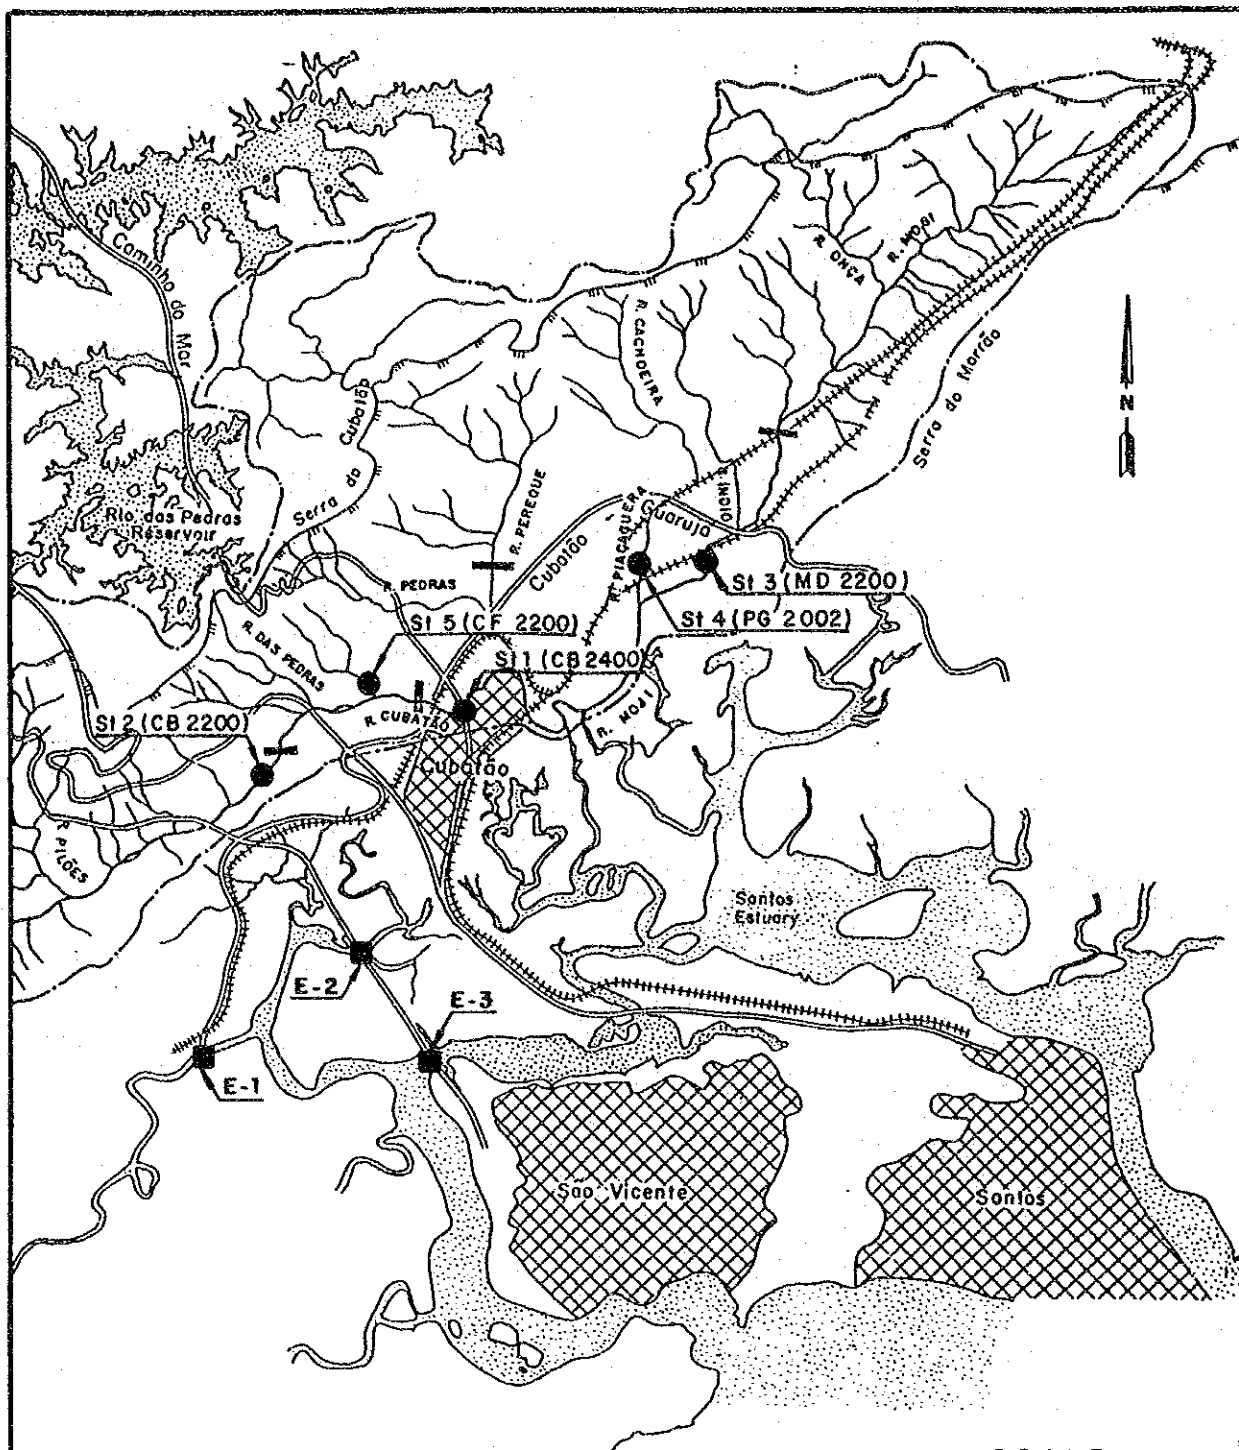 Caminho do Mar
R. ONÇA
R. MOJI
R. CACHOEIRA
Serra do Morrão
N
Serra do Cubatão
Rio das Pedras
Reservoir
R. PEREQUE
Cubatão
Guaruja
R. PIAÇAGUERA
R. PEDRAS
St 3 (MD 2200)
St 4 (PG 2002)
St 5 (CF 2200)
R. DAS PEDRAS
St 1 (CB 2400)
R. MOJI
St 2 (CB 2200)
R. CUBATÃO
Cubatão
R. PILÕES
Santos
Estuary
E-2
E-3
E-1
São Vicente
Santos